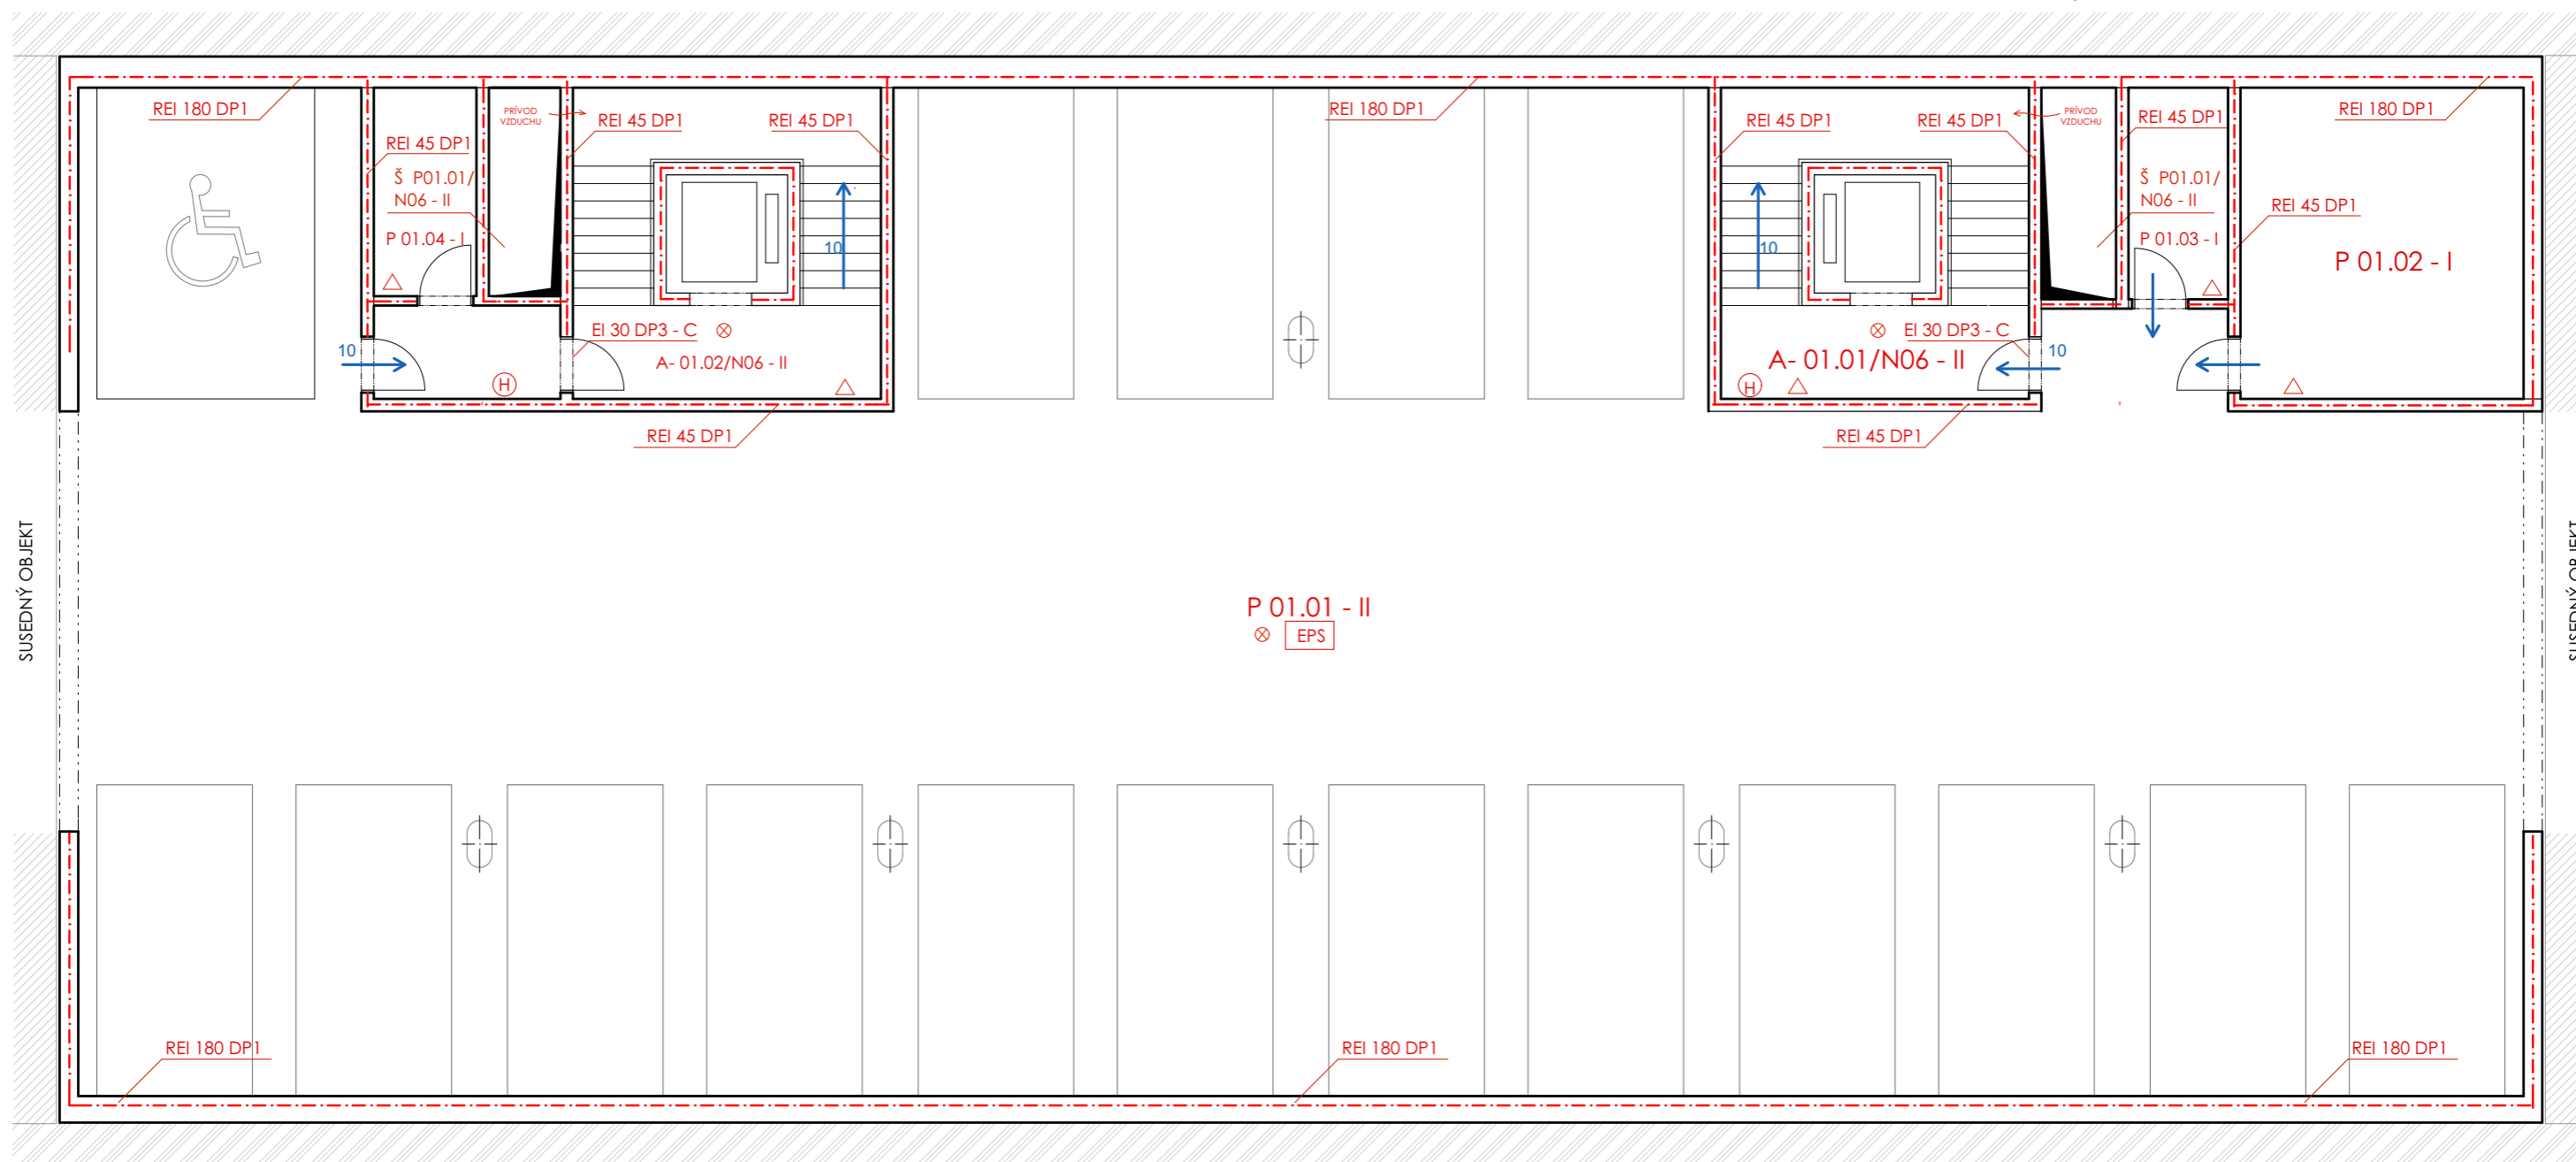 REI 180 DP1
REI 45 DP1
Š P01.01/
N06 - II
P 01.04 - I
PRÍVOD
VZDUCHU
REI 45 DP1
REI 45 DP1
10
10
EI 30 DP3 - C
A- 01.02/N06 - II
H
REI 45 DP1
REI 180 DP1
REI 45 DP1
REI 45 DP1
10
EI 30 DP3 - C
A- 01.01/N06 - II
H
10
REI 45 DP1
PRÍVOD
VZDUCHU
REI 45 DP1
Š P01.01/
N06 - II
P 01.03 - I
REI 180 DP1
REI 45 DP1
P 01.02 - I
SUSEDNÝ OBJEKT
P 01.01 - II
EPS
SUSEDNÝ OBJEKT
REI 180 DP1
REI 180 DP1
REI 180 DP1